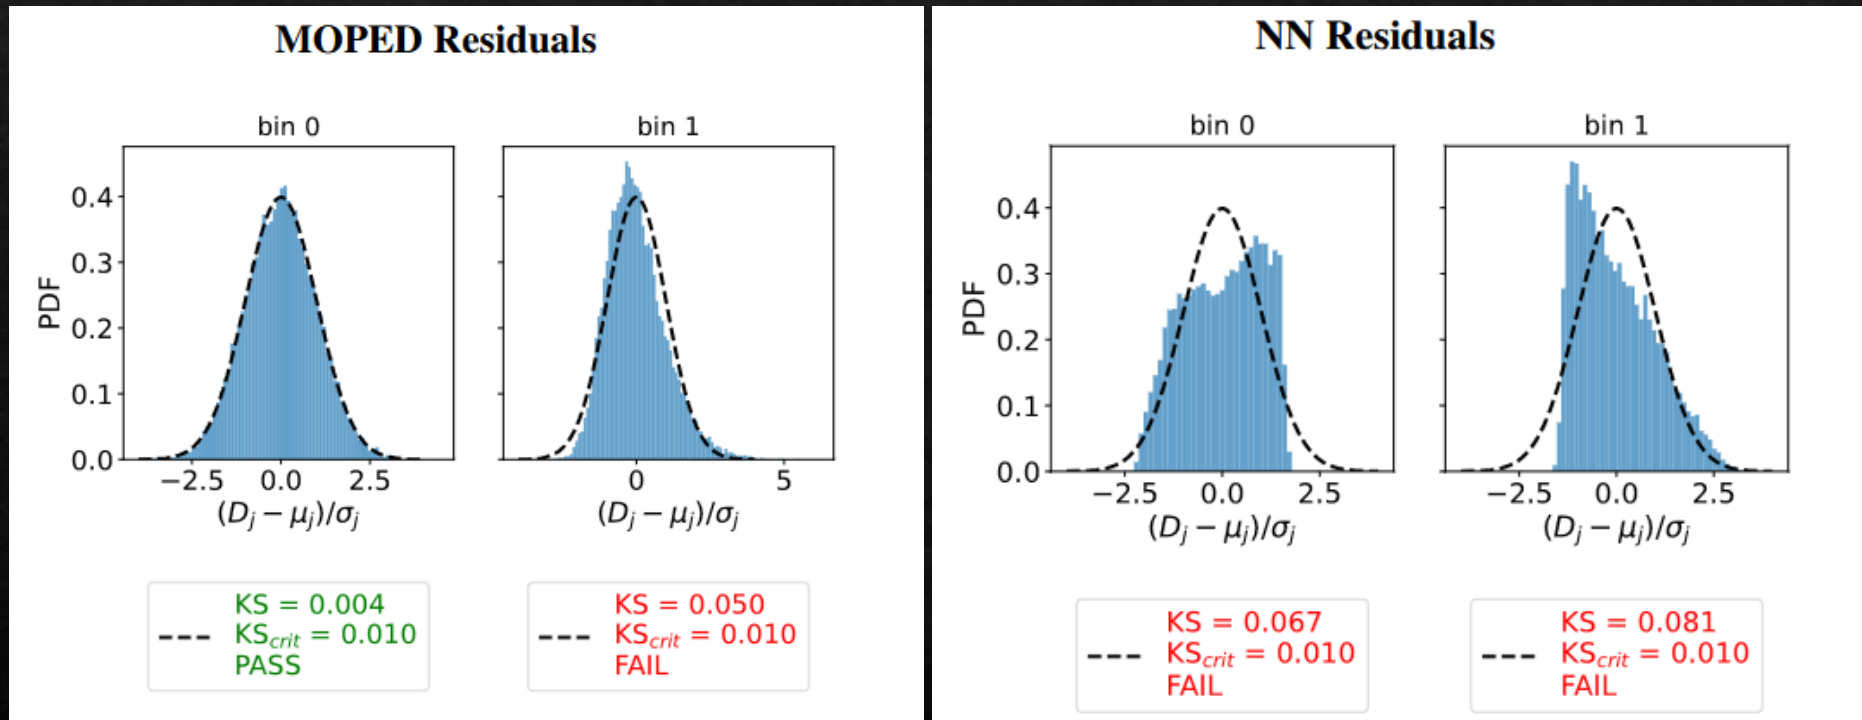 MOPED Residuals
bin 0
bin 1
PDF
0.4
0.3
0.2
0.1
0.0
−2.5 0.0 2.5
(Dj − μj)/σj
0 5
(Dj − μj)/σj
KS = 0.004
KScrit = 0.010
PASS
KS = 0.050
KScrit = 0.010
FAIL
NN Residuals
bin 0
bin 1
PDF
0.4
0.3
0.2
0.1
0.0
−2.5 0.0 2.5
(Dj − μj)/σj
−2.5 0.0 2.5
(Dj − μj)/σj
KS = 0.067
KScrit = 0.010
FAIL
KS = 0.081
KScrit = 0.010
FAIL